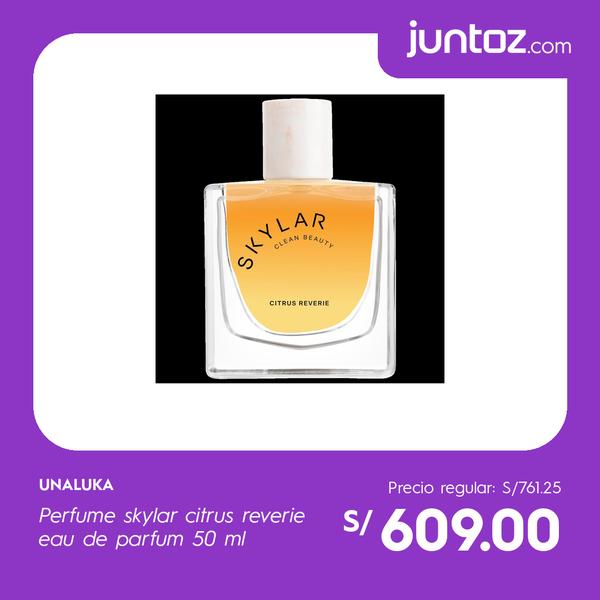 juntoz.com
SKYLAR
CLEAN BEAUTY
CITRUS REVERIE
UNALUKA
Perfume skylar citrus reverie
eau de parfum 50 ml
Precio regular: S/761.25
S/ 609.00